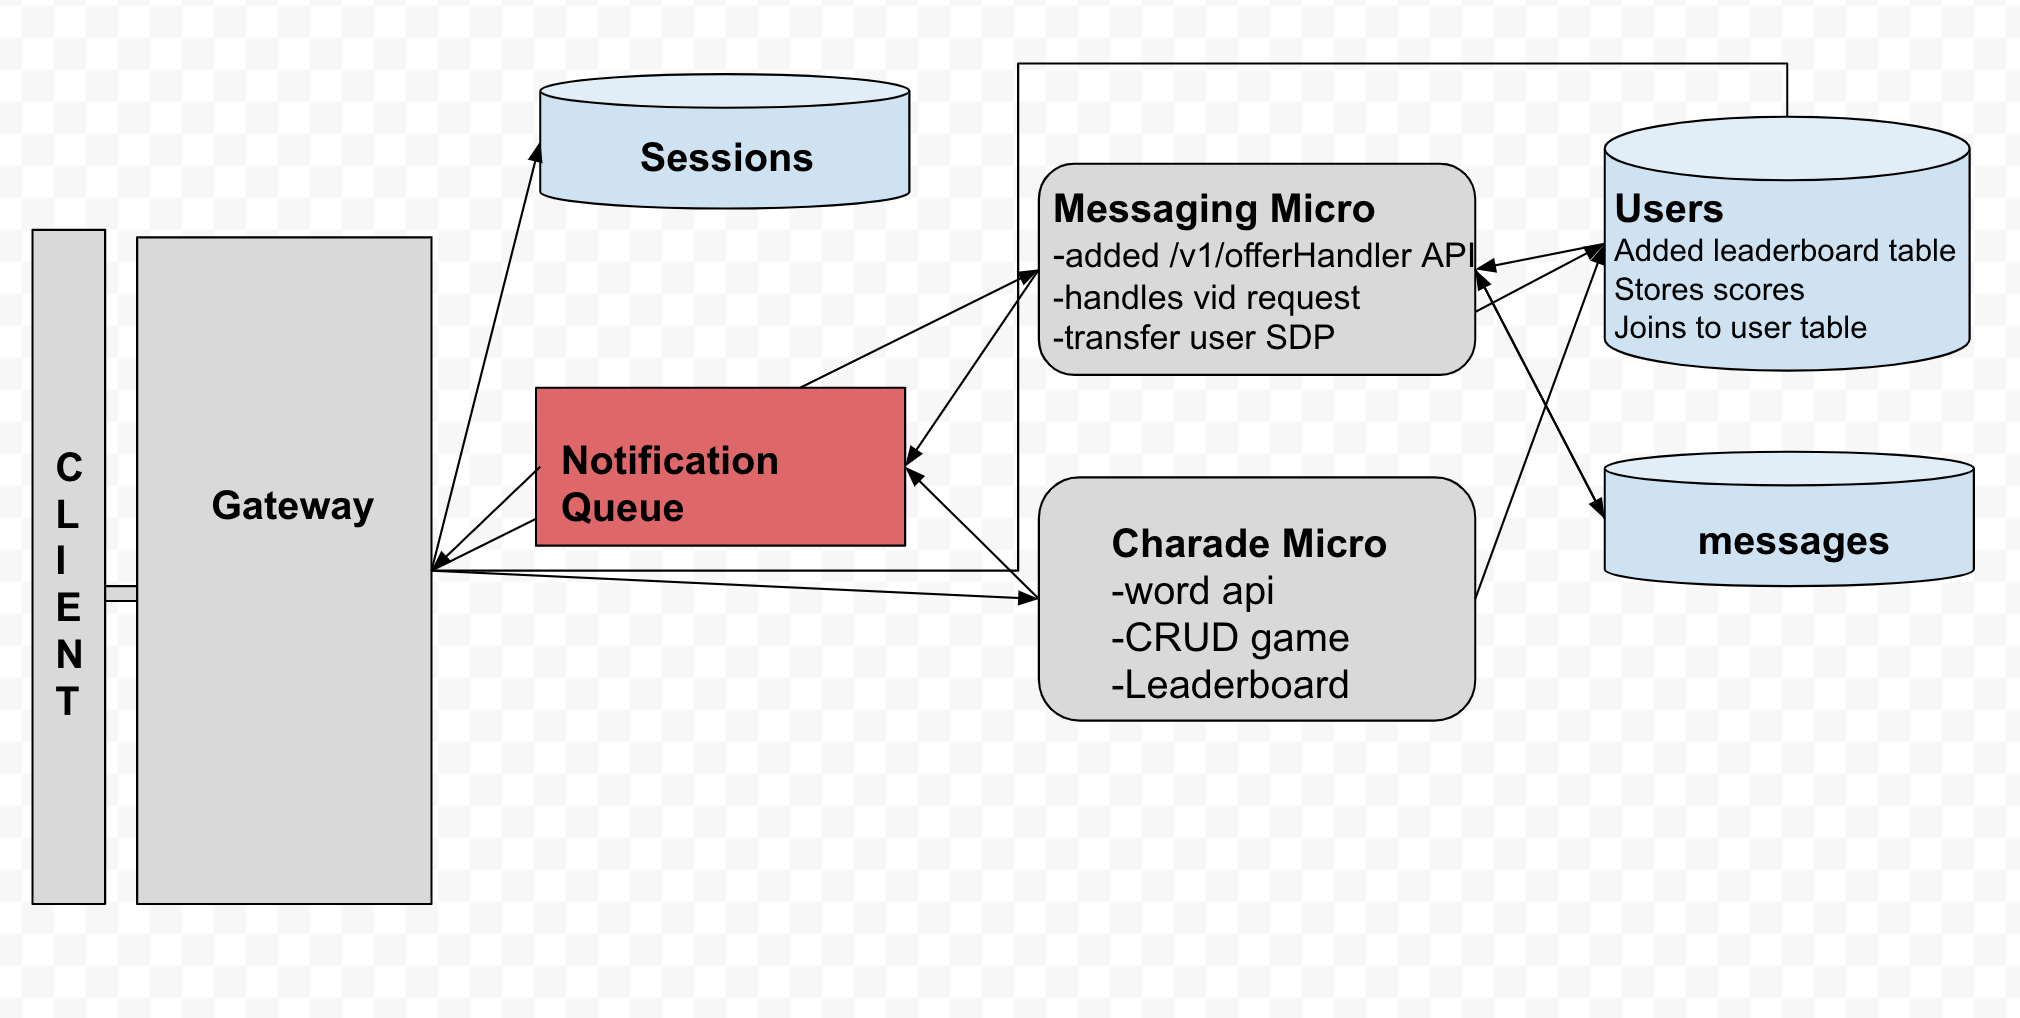 C
L
I
E
N
T
Gateway
Sessions
Notification
Queue
Messaging Micro
-added /v1/offerHandler API
-handles vid request
-transfer user SDP
Charade Micro
-word api
-CRUD game
-Leaderboard
Users
Added leaderboard table
Stores scores
Joins to user table
messages